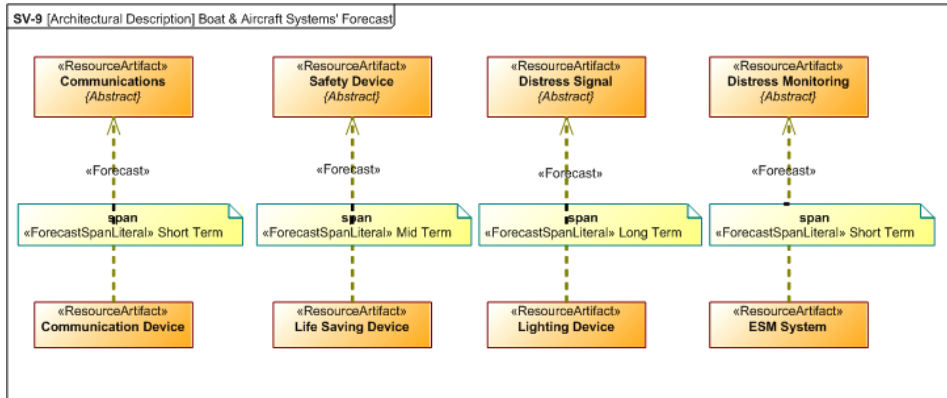 SV-9 [Architectural Description] Boat & Aircraft Systems' Forecast
«ResourceArtifact»
Communications
{Abstract}
«ResourceArtifact»
Safety Device
{Abstract}
«ResourceArtifact»
Distress Signal
{Abstract}
«ResourceArtifact»
Distress Monitoring
{Abstract}
«Forecast»
«Forecast»
«Forecast»
«Forecast»
span
«ForecastSpanLiteral» Short Term
span
«ForecastSpanLiteral» Mid Term
span
«ForecastSpanLiteral» Long Term
span
«ForecastSpanLiteral» Short Term
«ResourceArtifact»
Communication Device
«ResourceArtifact»
Life Saving Device
«ResourceArtifact»
Lighting Device
«ResourceArtifact»
ESM System